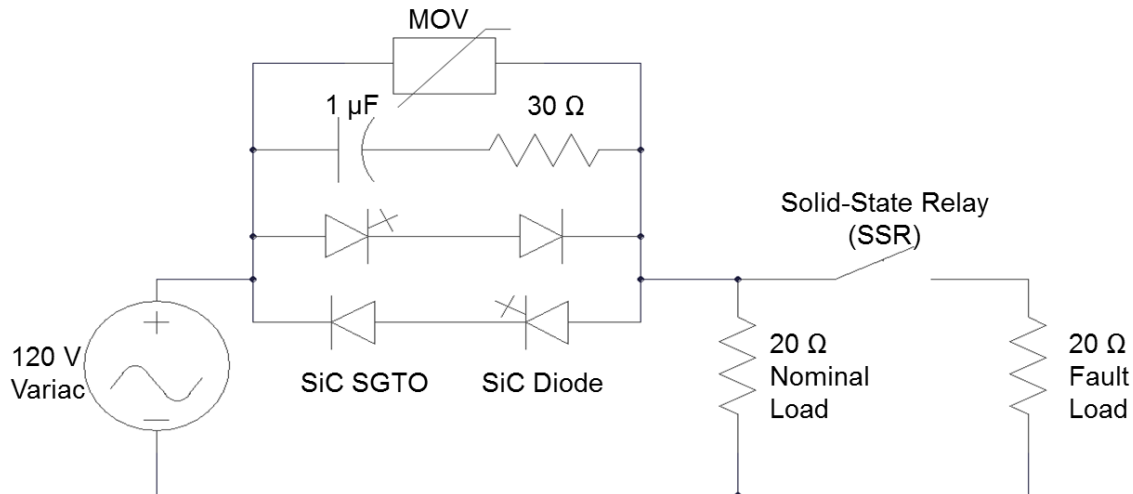 MOV
1 µF
30 Ω
Solid-State Relay
(SSR)
120 V
Variac
SiC SGTO
SiC Diode
20 Ω
Nominal
Load
20 Ω
Fault
Load